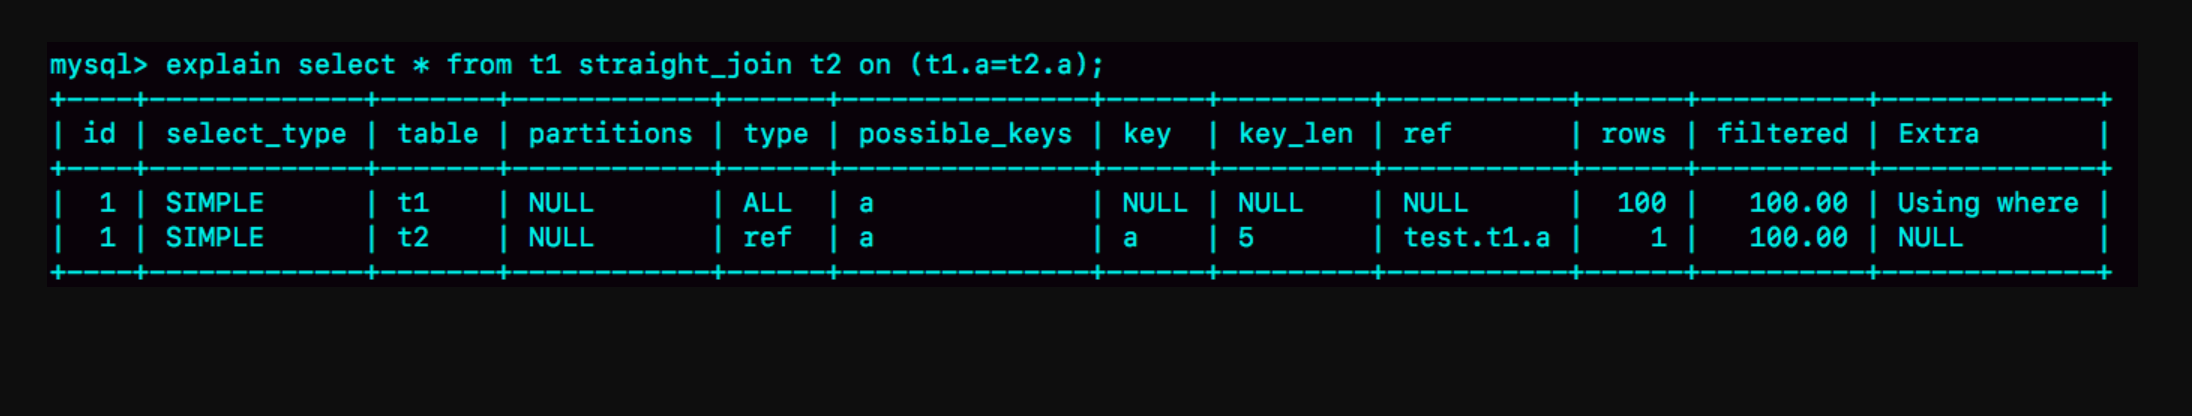 mysql> explain select * from t1 straight_join t2 on (t1.a=t2.a);
+----+-------------+-------+------------+------+---------------+------+---------+-----------+------+----------+-------------+
| id | select_type | table | partitions | type | possible_keys | key  | key_len | ref       | rows | filtered | Extra       |
+----+-------------+-------+------------+------+---------------+------+---------+-----------+------+----------+-------------+
|  1 | SIMPLE      | t1    | NULL       | ALL  | a             | NULL | NULL    | NULL      |  100 |   100.00 | Using where |
|  1 | SIMPLE      | t2    | NULL       | ref  | a             | a    | 5       | test.t1.a |    1 |   100.00 | NULL        |
+----+-------------+-------+------------+------+---------------+------+---------+-----------+------+----------+-------------+